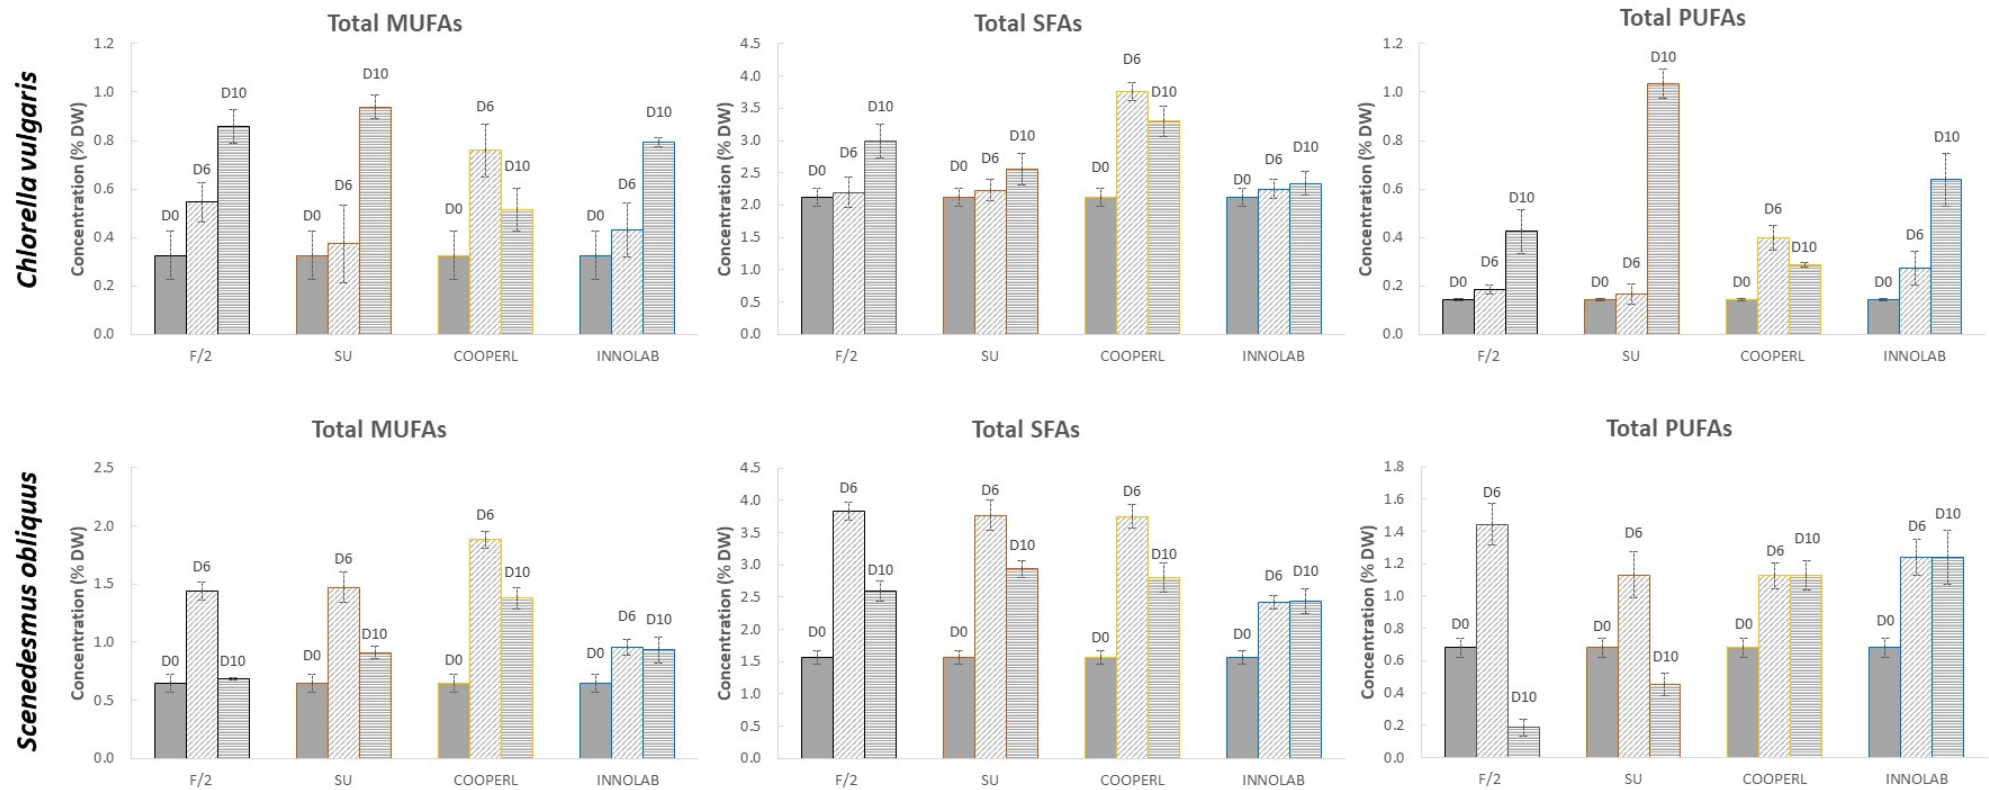 Chlorella vulgaris
Total MUFAs
Concentration (% DW)
1.2
1.0
0.8
0.6
0.4
0.2
0.0
D0 D6 D10
D0 D6 D10
D0 D6 D10
D0 D6 D10
F/2 SU COOPERL INNOLAB
Total SFAs
Concentration (% DW)
4.5
4.0
3.5
3.0
2.5
2.0
1.5
1.0
0.5
0.0
D0 D6 D10
D0 D6 D10
D0 D6 D10
D0 D6 D10
F/2 SU COOPERL INNOLAB
Total PUFAs
Concentration (% DW)
1.2
1.0
0.8
0.6
0.4
0.2
0.0
D0 D6 D10
D0 D6 D10
D0 D6 D10
D0 D6 D10
F/2 SU COOPERL INNOLAB
Scenedesmus obliquus
Total MUFAs
Concentration (% DW)
2.5
2.0
1.5
1.0
0.5
0.0
D0 D6 D10
D0 D6 D10
D0 D6 D10
D0 D6 D10
F/2 SU COOPERL INNOLAB
Total SFAs
Concentration (% DW)
4.5
4.0
3.5
3.0
2.5
2.0
1.5
1.0
0.5
0.0
D0 D6 D10
D0 D6 D10
D0 D6 D10
D0 D6 D10
F/2 SU COOPERL INNOLAB
Total PUFAs
Concentration (% DW)
1.8
1.6
1.4
1.2
1.0
0.8
0.6
0.4
0.2
0.0
D0 D6 D10
D0 D6 D10
D0 D6 D10
D0 D6 D10
F/2 SU COOPERL INNOLAB